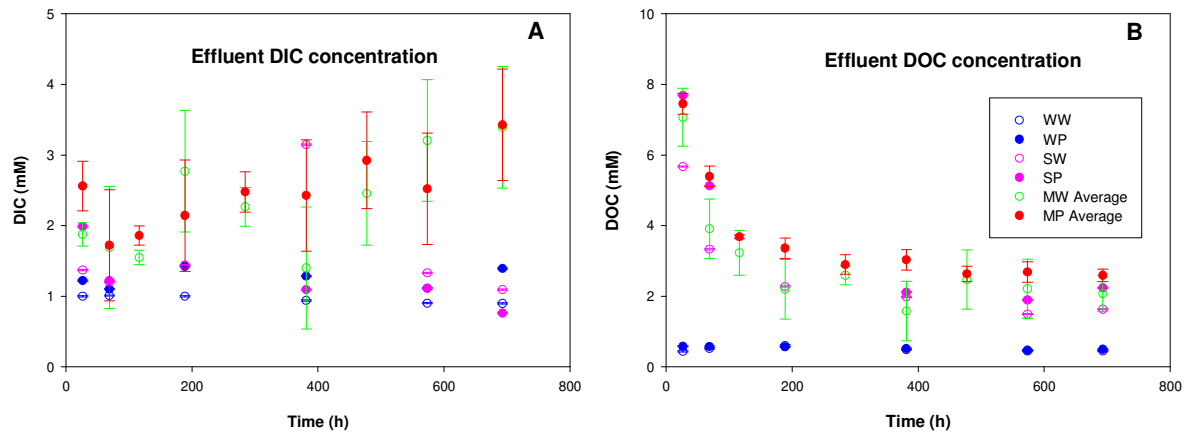 A
Effluent DIC concentration
DIC (mM)
5
4
3
2
1
0
0 200 400 600 800
Time (h)
B
Effluent DOC concentration
DOC (mM)
10
8
6
4
2
0
0 200 400 600 800
Time (h)
WW
WP
SW
SP
MW Average
MP Average